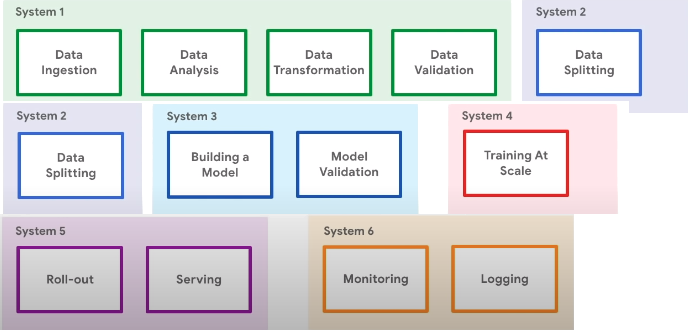 System 1
System 2
Data Ingestion
Data Analysis
Data Transformation
Data Validation
Data Splitting
System 2
System 3
System 4
Data Splitting
Building a Model
Model Validation
Training At Scale
System 5
System 6
Roll-out
Serving
Monitoring
Logging